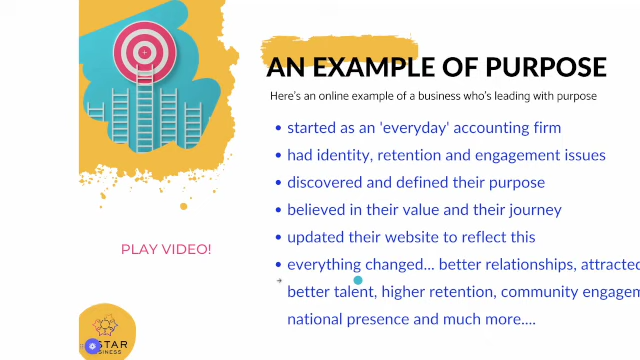 AN EXAMPLE OF PURPOSE
Here's an online example of a business who's leading with purpose
• started as an 'everyday' accounting firm
• had identity, retention and engagement issues
• discovered and defined their purpose
• believed in their value and their journey
• updated their website to reflect this
• everything changed... better relationships, attracted
better talent, higher retention, community engagem
national presence and much more....
PLAY VIDEO!
STAR